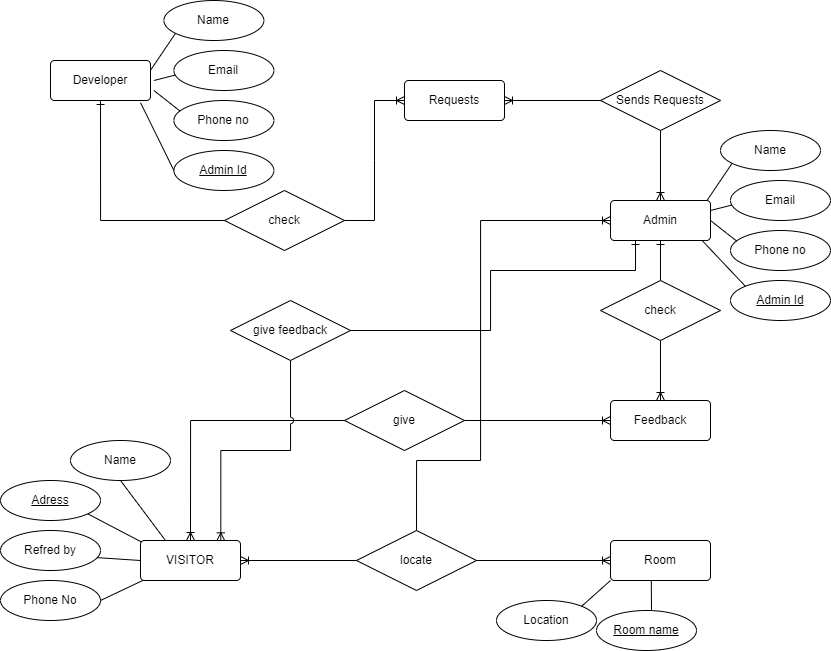 Name
Developer
Email
Requests
Sends Requests
Phone no
Name
Admin Id
Email
check
Admin
Phone no
Admin Id
check
give feedback
give
Feedback
Name
Adress
Refred by
VISITOR
locate
Room
Phone No
Location
Room name